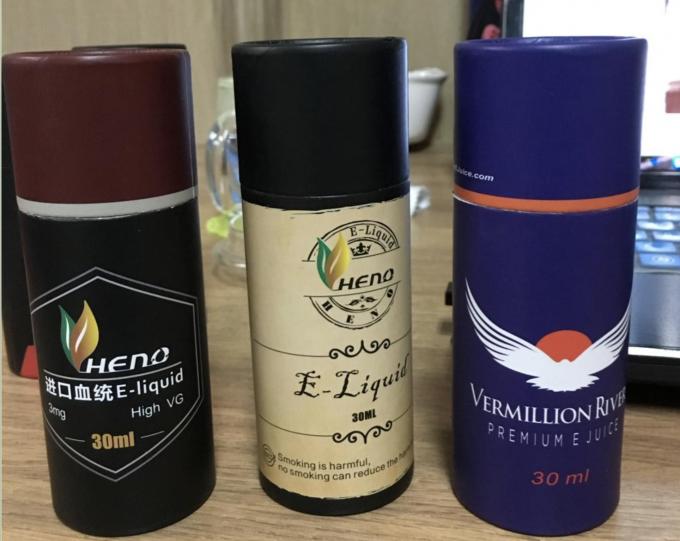 HENO
进口血统E-liquid
3mg High VG
30ml
E-Liquid
HENO
HENO
E-Liquid
30ML
Smoking is harmful,
no smoking can reduce the
Juice.com
VERMILLION RIVER
PREMIUM E JUICE
30 ml